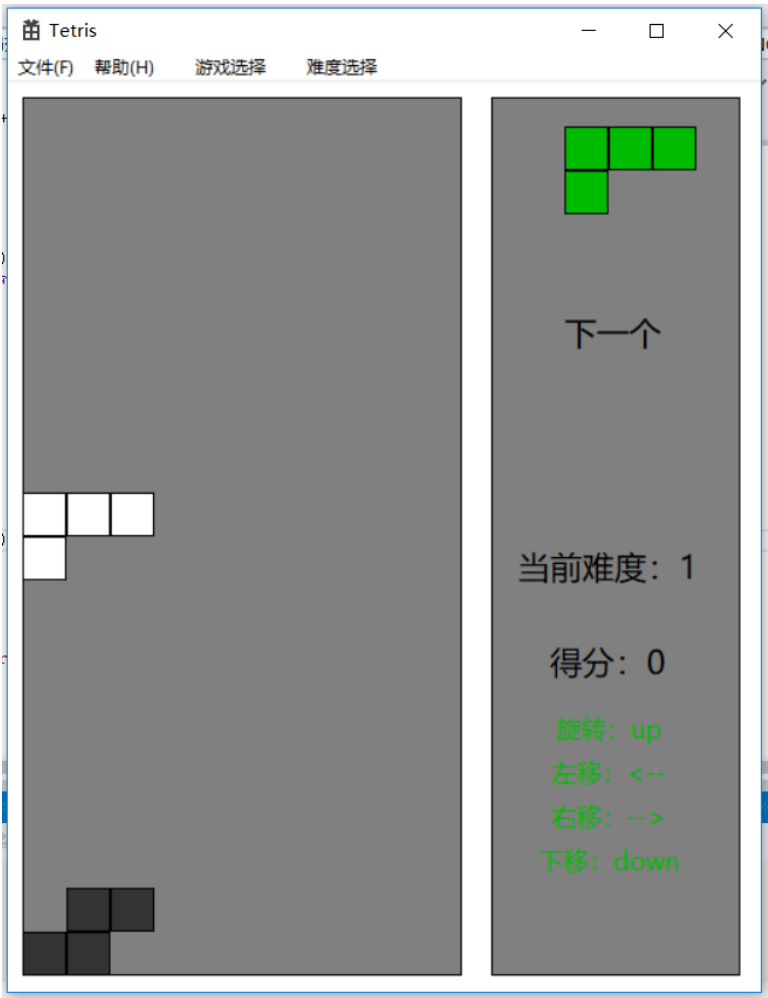 Tetris
文件(F) 帮助(H) 游戏选择 难度选择
下一个
当前难度：1
得分：0
旋转：up
左移：<--
右移：-->
下移：down